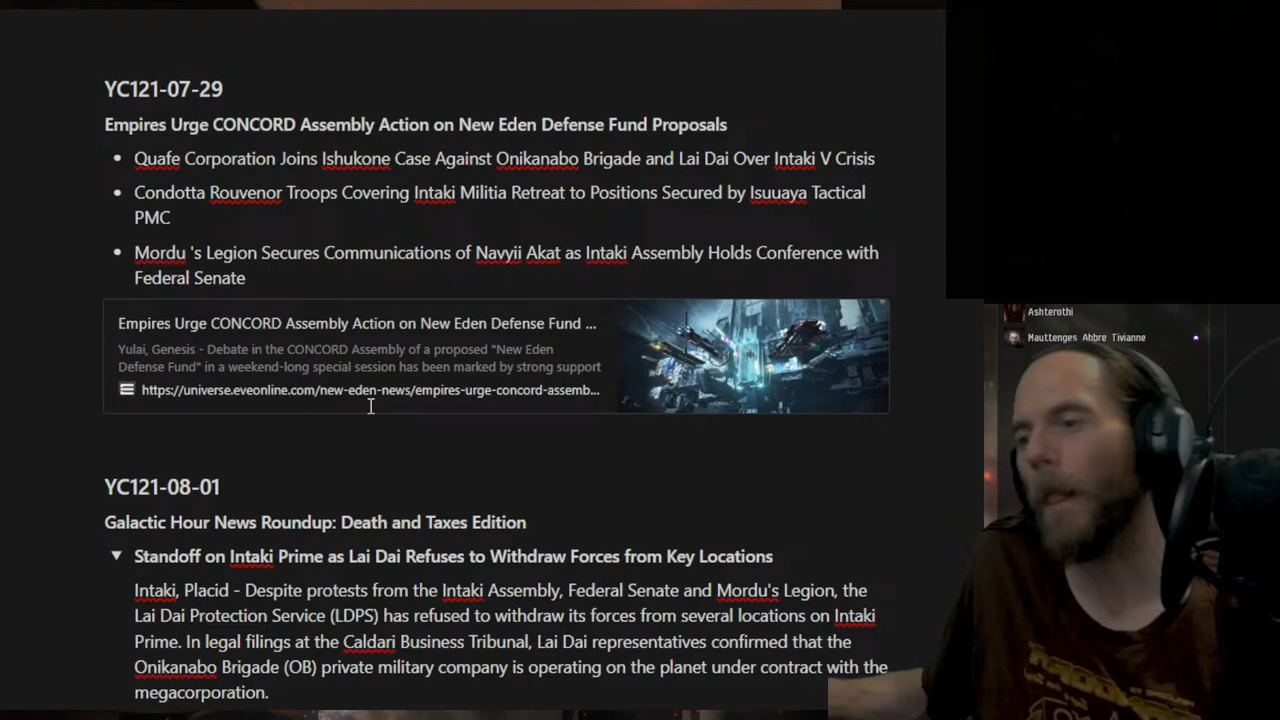 YC121-07-29
Empires Urge CONCORD Assembly Action on New Eden Defense Fund Proposals
• Quafe Corporation Joins Ishukone Case Against Onikanabo Brigade and Lai Dai Over Intaki V Crisis
• Condotta Rouvenor Troops Covering Intaki Militia Retreat to Positions Secured by Isuuaya Tactical
PMC
• Mordu 's Legion Secures Communications of Navyii Akat as Intaki Assembly Holds Conference with
Federal Senate
Empires Urge CONCORD Assembly Action on New Eden Defense Fund ...
Yulai, Genesis - Debate in the CONCORD Assembly of a proposed "New Eden
Defense Fund" in a weekend-long special session has been marked by strong support
https://universe.eveonline.com/new-eden-news/empires-urge-concord-assemb...
Ashterothi
Mauttenges Abbre Tivianne
YC121-08-01
Galactic Hour News Roundup: Death and Taxes Edition
Standoff on Intaki Prime as Lai Dai Refuses to Withdraw Forces from Key Locations
Intaki, Placid - Despite protests from the Intaki Assembly, Federal Senate and Mordu's Legion, the
Lai Dai Protection Service (LDPS) has refused to withdraw its forces from several locations on Intaki
Prime. In legal filings at the Caldari Business Tribunal, Lai Dai representatives confirmed that the
Onikanabo Brigade (OB) private military company is operating on the planet under contract with the
megacorporation.